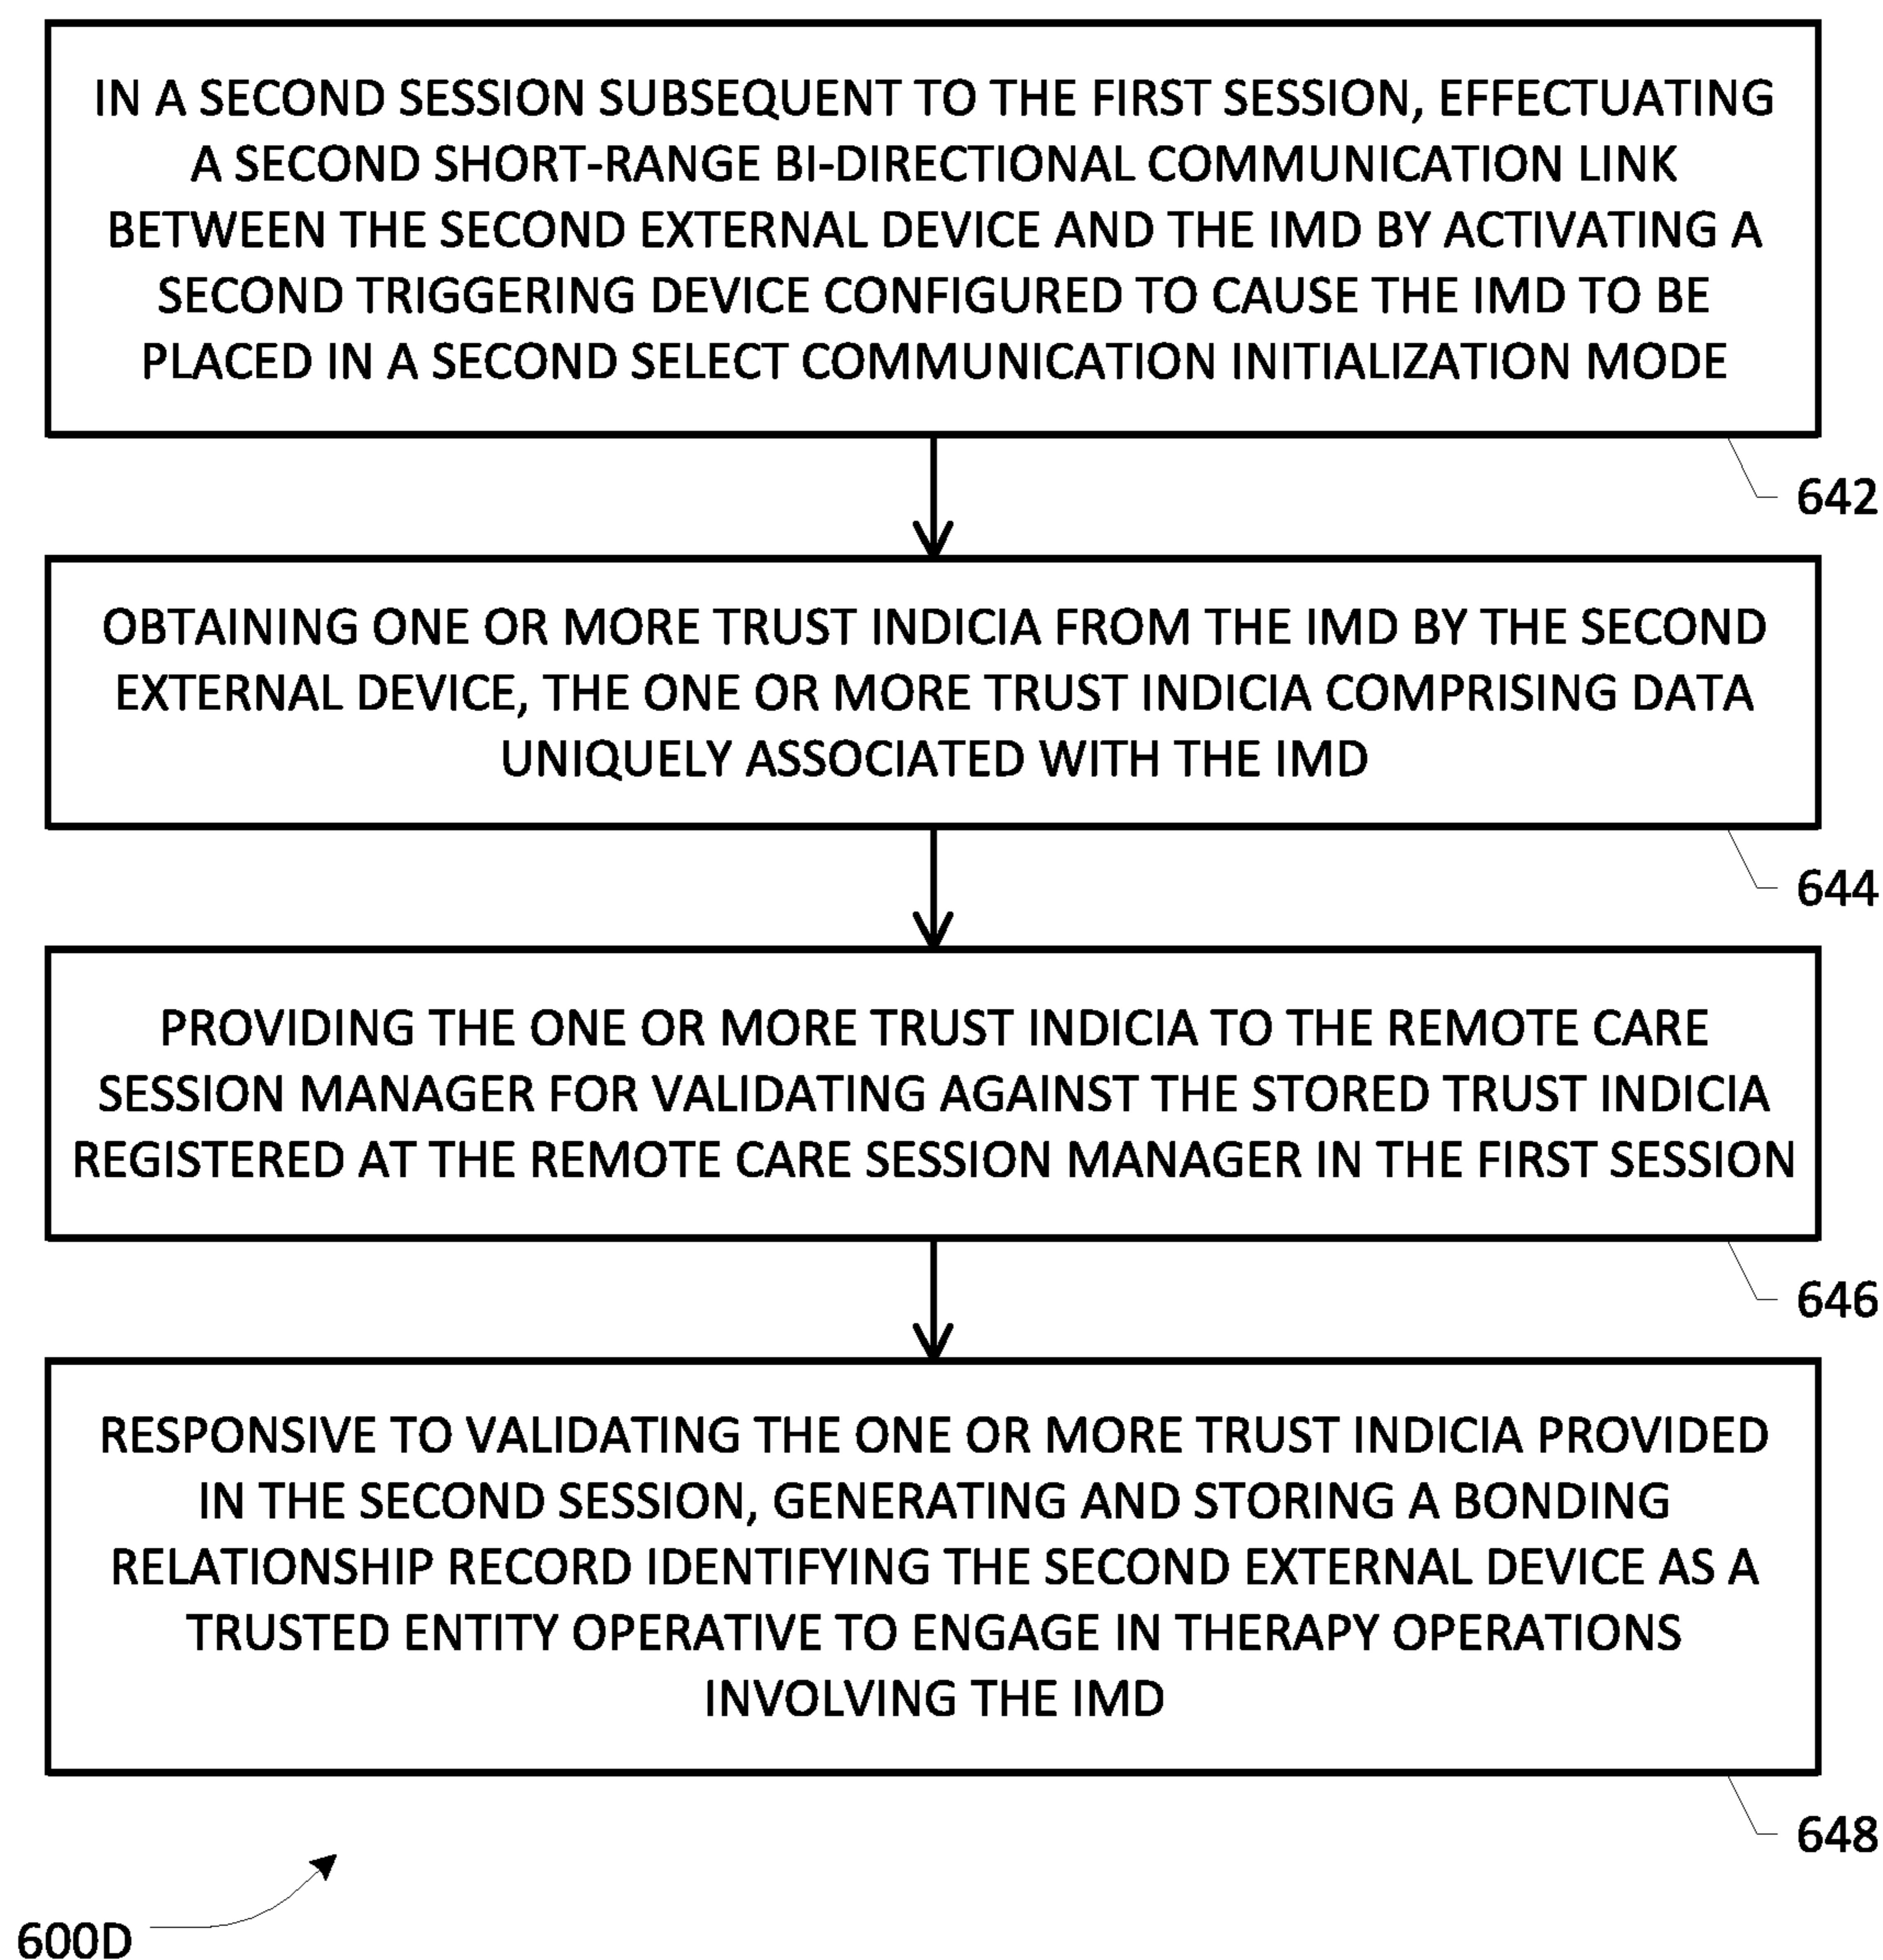 IN A SECOND SESSION SUBSEQUENT TO THE FIRST SESSION, EFFECTUATING
A SECOND SHORT-RANGE BI-DIRECTIONAL COMMUNICATION LINK
BETWEEN THE SECOND EXTERNAL DEVICE AND THE IMD BY ACTIVATING A
SECOND TRIGGERING DEVICE CONFIGURED TO CAUSE THE IMD TO BE
PLACED IN A SECOND SELECT COMMUNICATION INITIALIZATION MODE
642
OBTAINING ONE OR MORE TRUST INDICIA FROM THE IMD BY THE SECOND
EXTERNAL DEVICE, THE ONE OR MORE TRUST INDICIA COMPRISING DATA
UNIQUELY ASSOCIATED WITH THE IMD
644
PROVIDING THE ONE OR MORE TRUST INDICIA TO THE REMOTE CARE
SESSION MANAGER FOR VALIDATING AGAINST THE STORED TRUST INDICIA
REGISTERED AT THE REMOTE CARE SESSION MANAGER IN THE FIRST SESSION
646
RESPONSIVE TO VALIDATING THE ONE OR MORE TRUST INDICIA PROVIDED
IN THE SECOND SESSION, GENERATING AND STORING A BONDING
RELATIONSHIP RECORD IDENTIFYING THE SECOND EXTERNAL DEVICE AS A
TRUSTED ENTITY OPERATIVE TO ENGAGE IN THERAPY OPERATIONS
INVOLVING THE IMD
648
600D